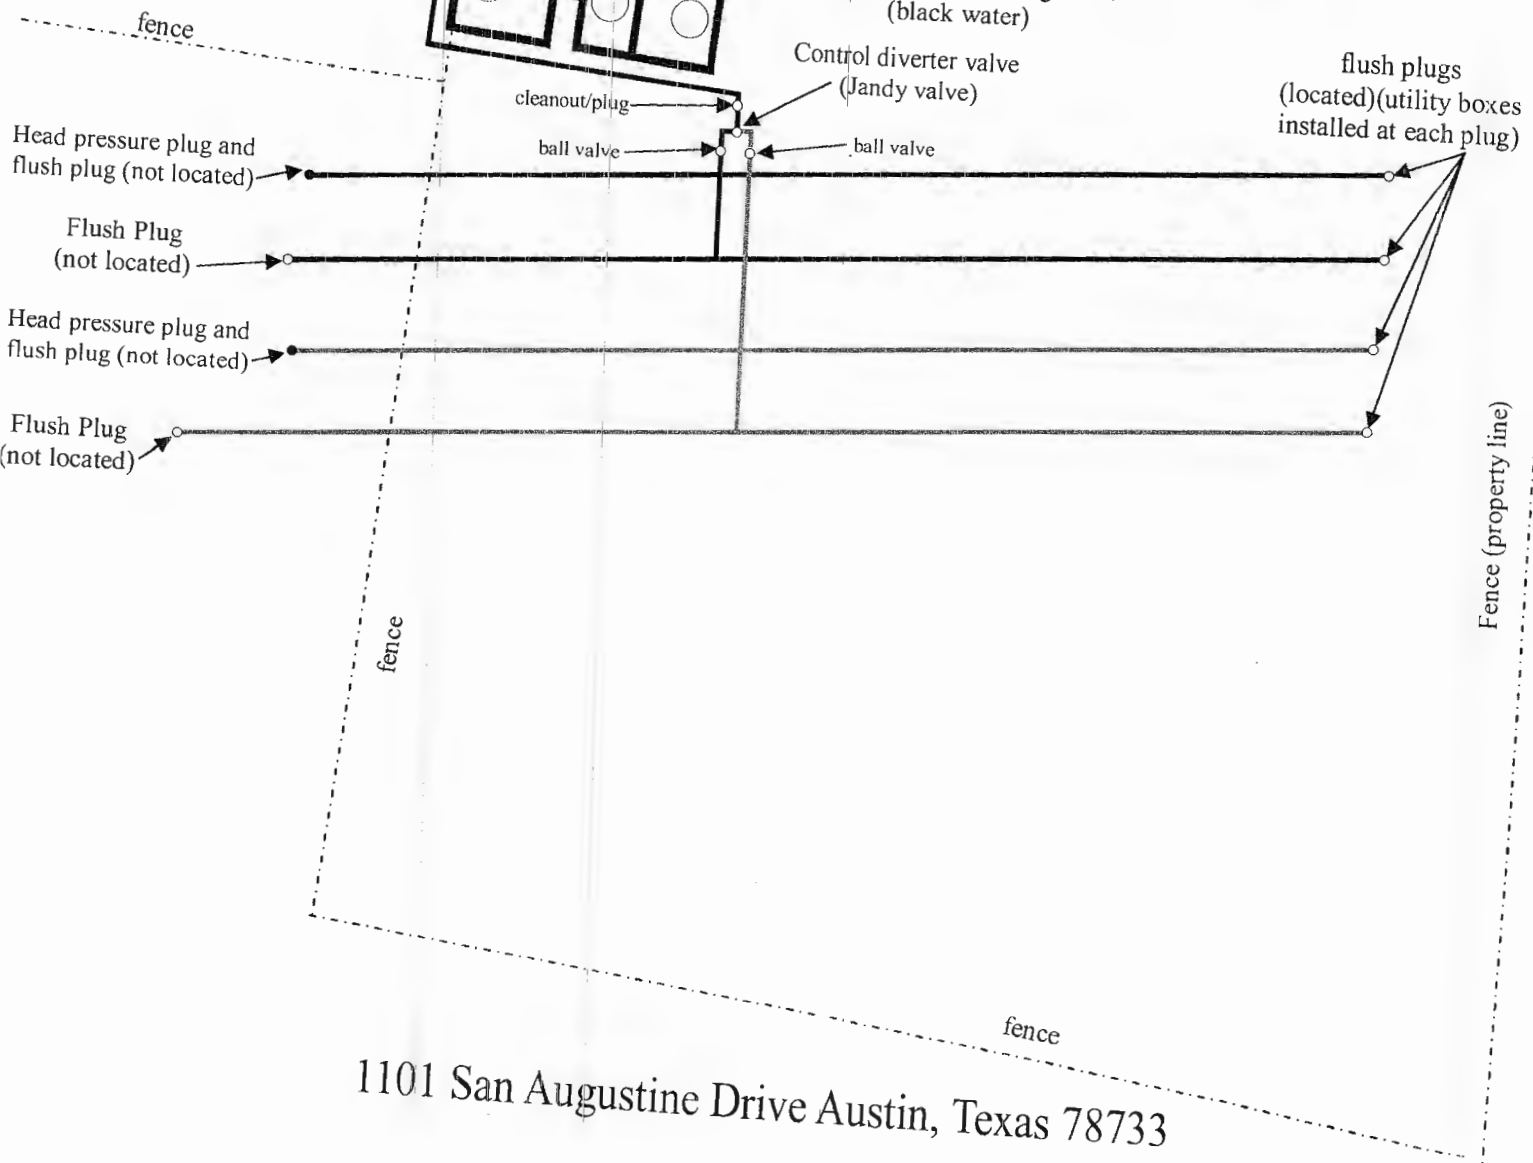 (black water)
fence
Control diverter valve
(Jandy valve)
flush plugs
(located)(utility boxes
installed at each plug)
cleanout/plug
ball valve
ball valve
Head pressure plug and
flush plug (not located)
Flush Plug
(not located)
Head pressure plug and
flush plug (not located)
Flush Plug
(not located)
Fence (property line)
fence
fence
1101 San Augustine Drive Austin, Texas 78733